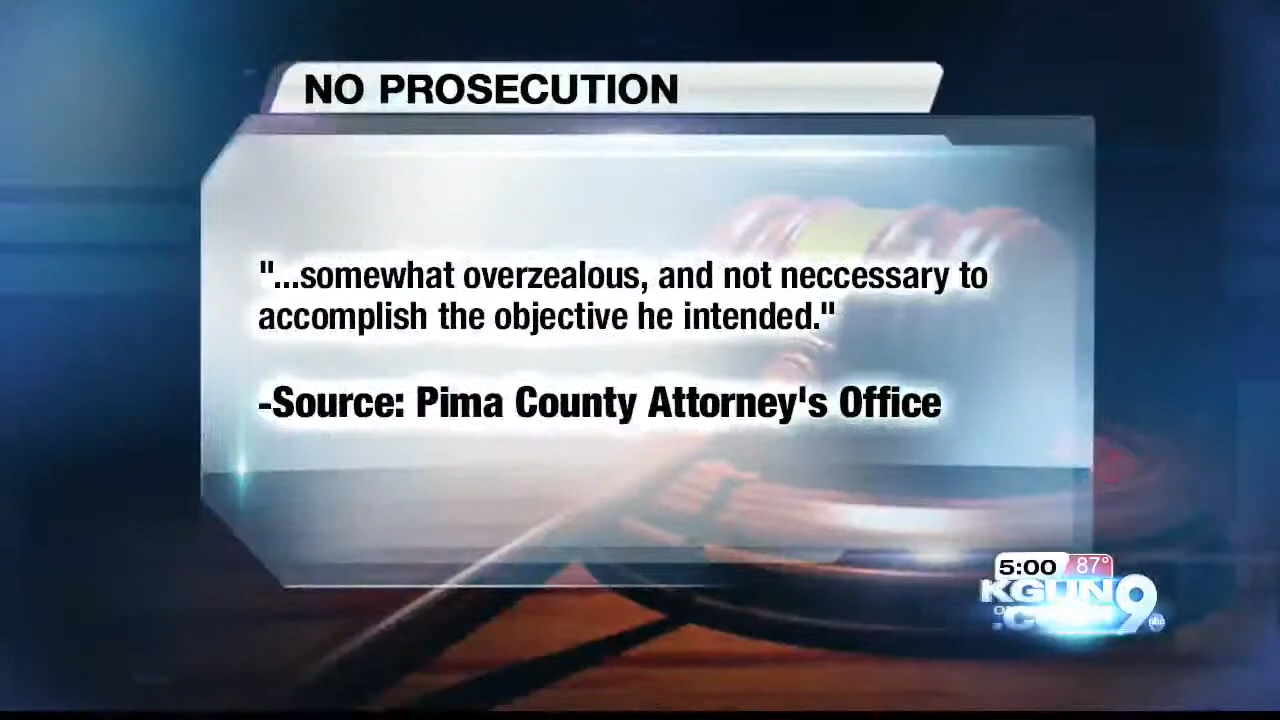 NO PROSECUTION
"...somewhat overzealous, and not neccessary to
accomplish the objective he intended."
-Source: Pima County Attorney's Office
5:00 87°
KGUN 9
abc